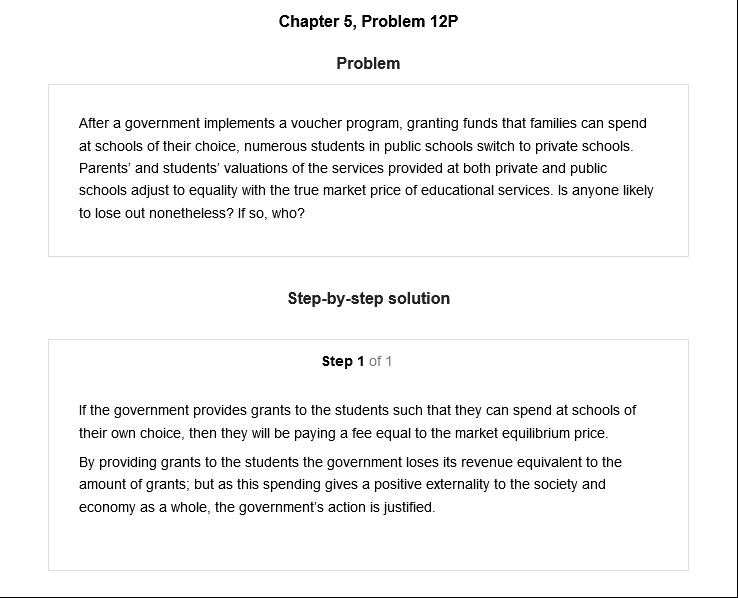 Chapter 5, Problem 12P
Problem
After a government implements a voucher program, granting funds that families can spend
at schools of their choice, numerous students in public schools switch to private schools.
Parents’ and students’ valuations of the services provided at both private and public
schools adjust to equality with the true market price of educational services. Is anyone likely
to lose out nonetheless? If so, who?
Step-by-step solution
Step 1 of 1
If the government provides grants to the students such that they can spend at schools of
their own choice, then they will be paying a fee equal to the market equilibrium price.
By providing grants to the students the government loses its revenue equivalent to the
amount of grants; but as this spending gives a positive externality to the society and
economy as a whole, the government’s action is justified.